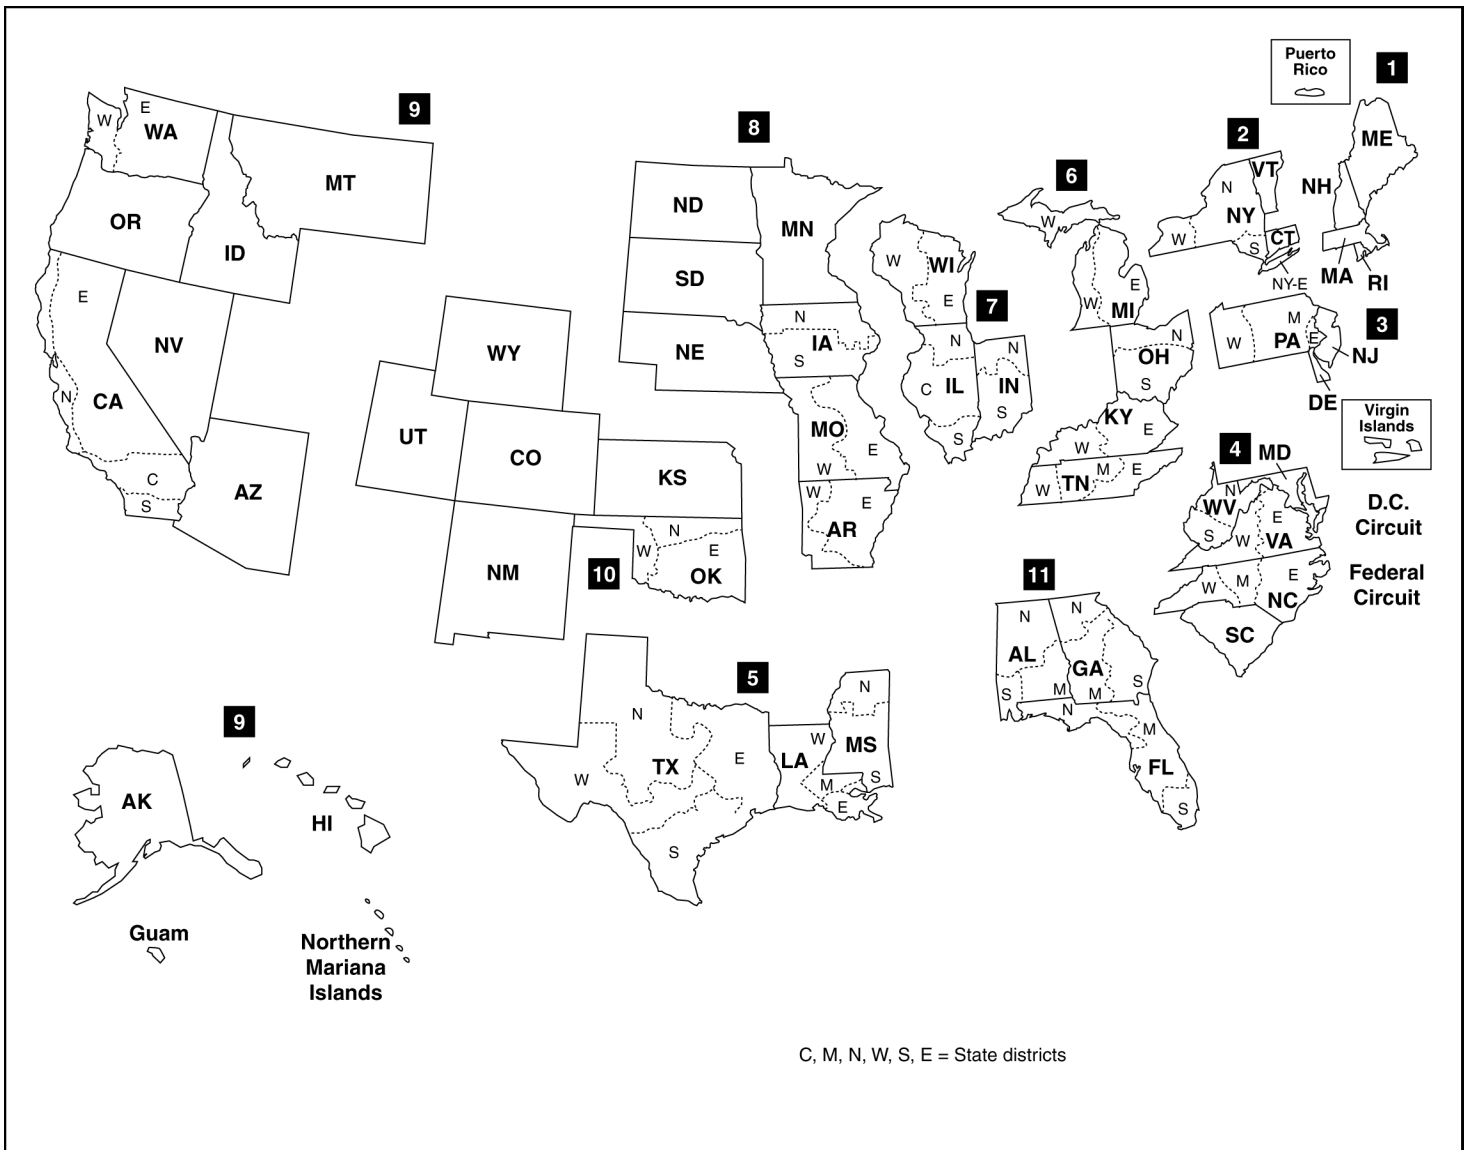 Puerto
Rico
1
9
8
2
6
E
W
WA
MT
OR
ID
ND
MN
SD
NE
N
IA
S
W
WI
E
7
W
W
E
MI
N
VT
NY
W
S
CT
NY-E
ME
NH
MA
RI
E
NV
CA
N
C
S
AZ
WY
UT
CO
KS
NM
10
N
W
E
OK
MO
E
W
W
E
AR
N
C
IL
S
N
IN
S
N
OH
S
KY
E
W
W
TN
M
E
M
W
PA
E
3
NJ
DE
Virgin
Islands
4
MD
N
WV
S
W
E
VA
D.C.
Circuit
Federal
Circuit
W
M
E
NC
SC
11
N
AL
S
M
N
GA
M
S
N
M
FL
S
5
N
W
TX
E
S
W
LA
M
E
N
MS
S
9
AK
HI
Guam
Northern
Mariana
Islands
C, M, N, W, S, E = State districts